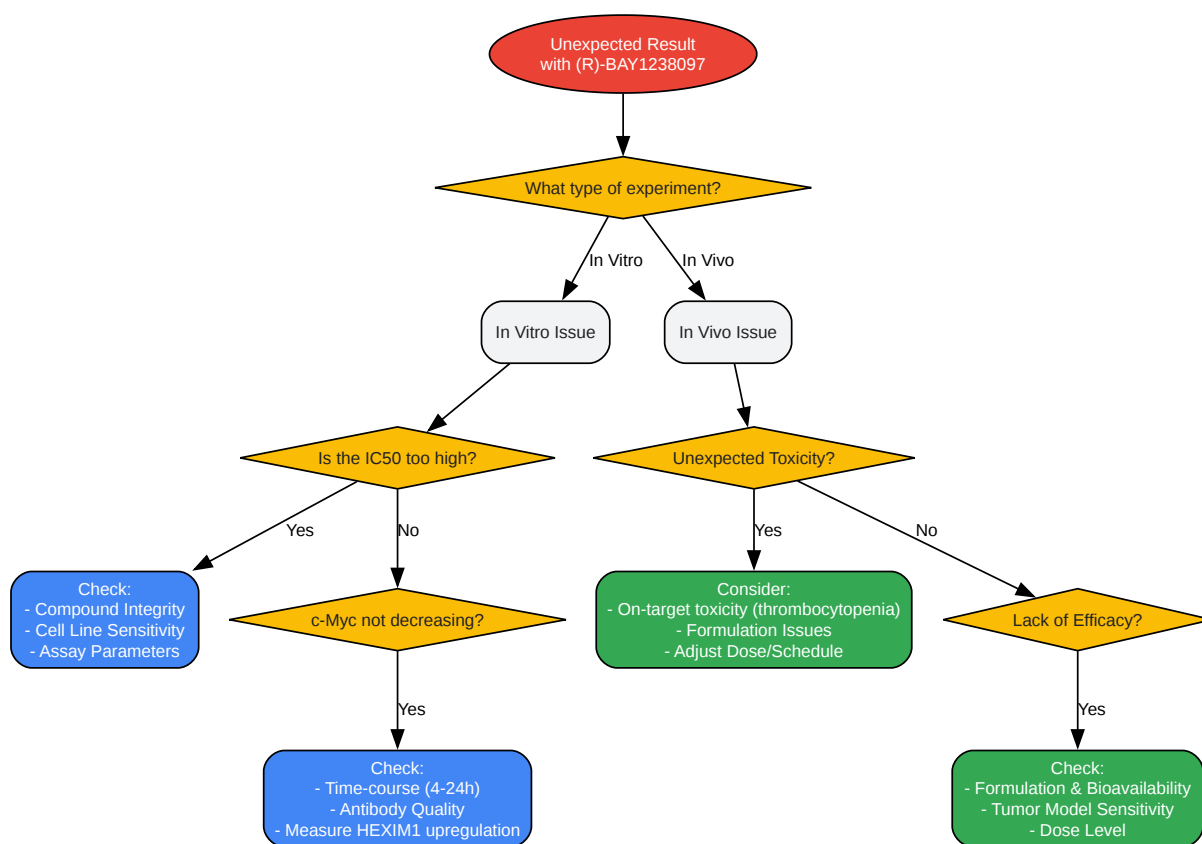 Unexpected Result
with (R)-BAY1238097
What type of experiment?
In Vitro
In Vivo
In Vitro Issue
In Vivo Issue
Is the IC50 too high?
Unexpected Toxicity?
Yes
No
Yes
No
Check:
- Compound Integrity
- Cell Line Sensitivity
- Assay Parameters
c-Myc not decreasing?
Consider:
- On-target toxicity (thrombocytopenia)
- Formulation Issues
- Adjust Dose/Schedule
Lack of Efficacy?
Yes
Yes
Check:
- Time-course (4-24h)
- Antibody Quality
- Measure HEXIM1 upregulation
Check:
- Formulation & Bioavailability
- Tumor Model Sensitivity
- Dose Level